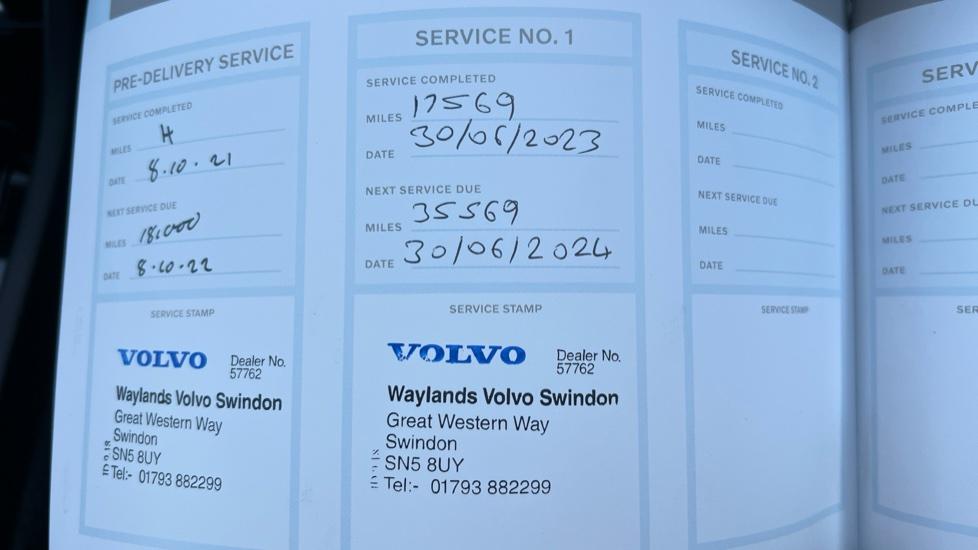 PRE-DELIVERY SERVICE
SERVICE COMPLETED
MILES
DATE 8.10.21
NEXT SERVICE DUE
MILES 18,000
DATE 8.10.22
SERVICE STAMP
VOLVO Dealer No.
57762
Waylands Volvo Swindon
Great Western Way
Swindon
SN5 8UY
Tel:- 01793 882299
SERVICE NO. 1
SERVICE COMPLETED
MILES 17569
DATE 30/06/2023
NEXT SERVICE DUE
MILES 35569
DATE 30/06/2024
SERVICE STAMP
VOLVO Dealer No.
57762
Waylands Volvo Swindon
Great Western Way
Swindon
SN5 8UY
Tel:- 01793 882299
SERVICE NO. 2
SERVICE COMPLETED
MILES
DATE
NEXT SERVICE DUE
MILES
DATE
SERVICE STAMP
SERV
SERVICE COMPLE
MILES
DATE
NEXT SERVICE DU
MILES
DATE
SER